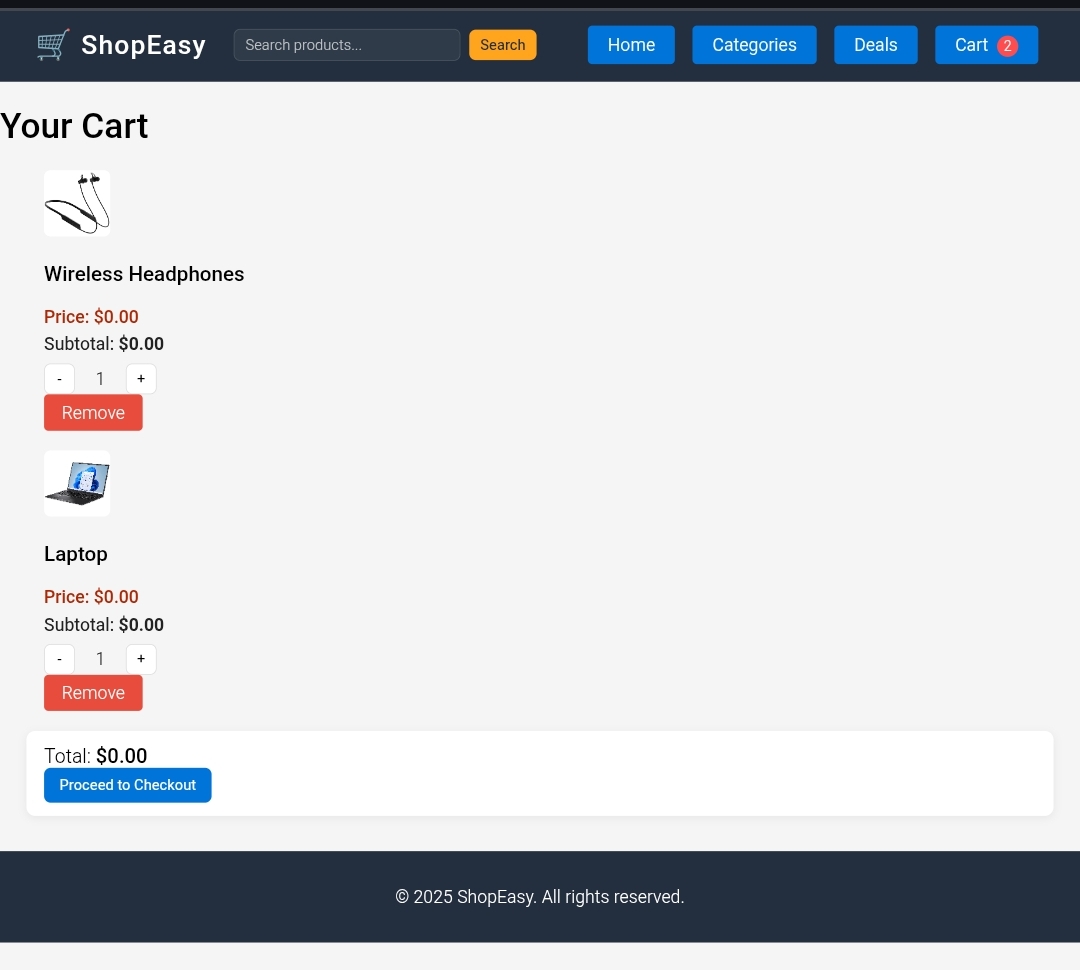 ShopEasy
Search products...
Search
Home
Categories
Deals
Cart 2
Your Cart
Wireless Headphones
Price: $0.00
Subtotal: $0.00
- 1 +
Remove
Laptop
Price: $0.00
Subtotal: $0.00
- 1 +
Remove
Total: $0.00
Proceed to Checkout
© 2025 ShopEasy. All rights reserved.